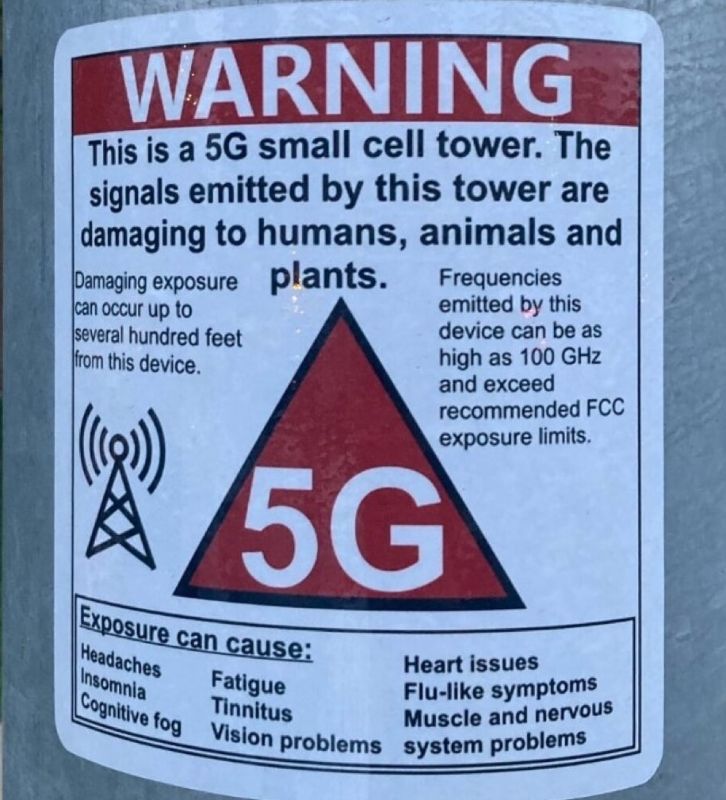 WARNING
This is a 5G small cell tower. The
signals emitted by this tower are
damaging to humans, animals and
plants.
Damaging exposure
can occur up to
several hundred feet
from this device.
Frequencies
emitted by this
device can be as
high as 100 GHz
and exceed
recommended FCC
exposure limits.
5G
Exposure can cause:
Headaches
Insomnia
Cognitive fog
Fatigue
Tinnitus
Vision problems
Heart issues
Flu-like symptoms
Muscle and nervous
system problems